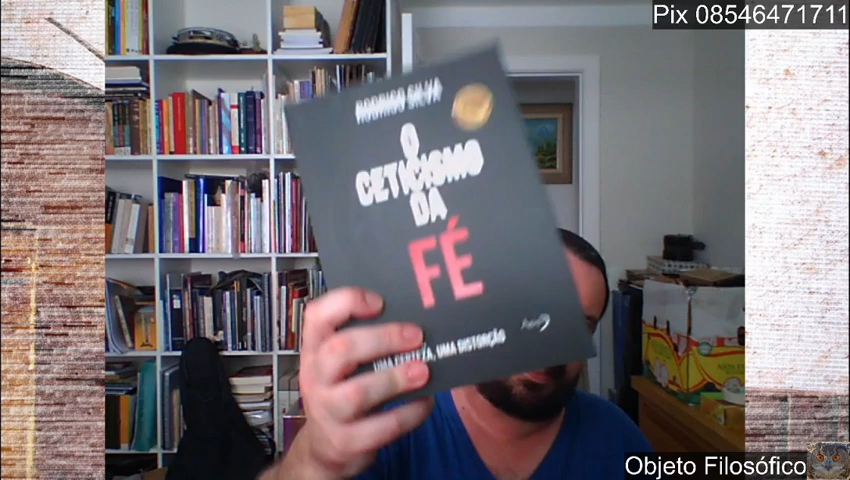 Pix 08546471711
RODRIGO SILVA
O
CETICISMO
DA
FÉ
UMA CERTEZA, UMA DISTORÇÃO
Objeto Filosófico